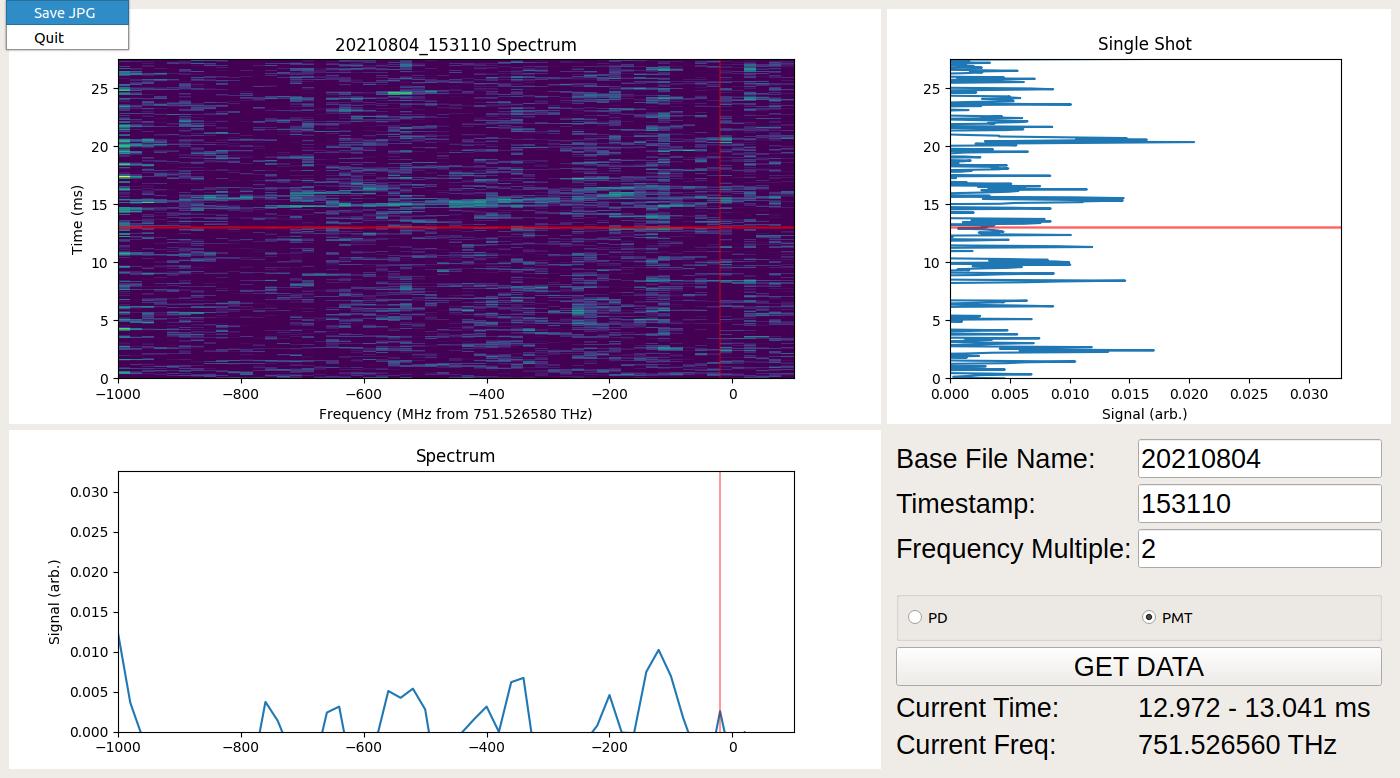 Save JPG
Quit
20210804_153110 Spectrum
25
20
15
10
5
0
Time (ms)
−1000 −800 −600 −400 −200 0
Frequency (MHz from 751.526580 THz)
Single Shot
25
20
15
10
5
0
0.000 0.005 0.010 0.015 0.020 0.025 0.030
Signal (arb.)
Spectrum
0.030
0.025
0.020
0.015
0.010
0.005
0.000
Signal (arb.)
−1000 −800 −600 −400 −200 0
Base File Name: 20210804
Timestamp: 153110
Frequency Multiple: 2
PD PMT
GET DATA
Current Time: 12.972 - 13.041 ms
Current Freq: 751.526560 THz